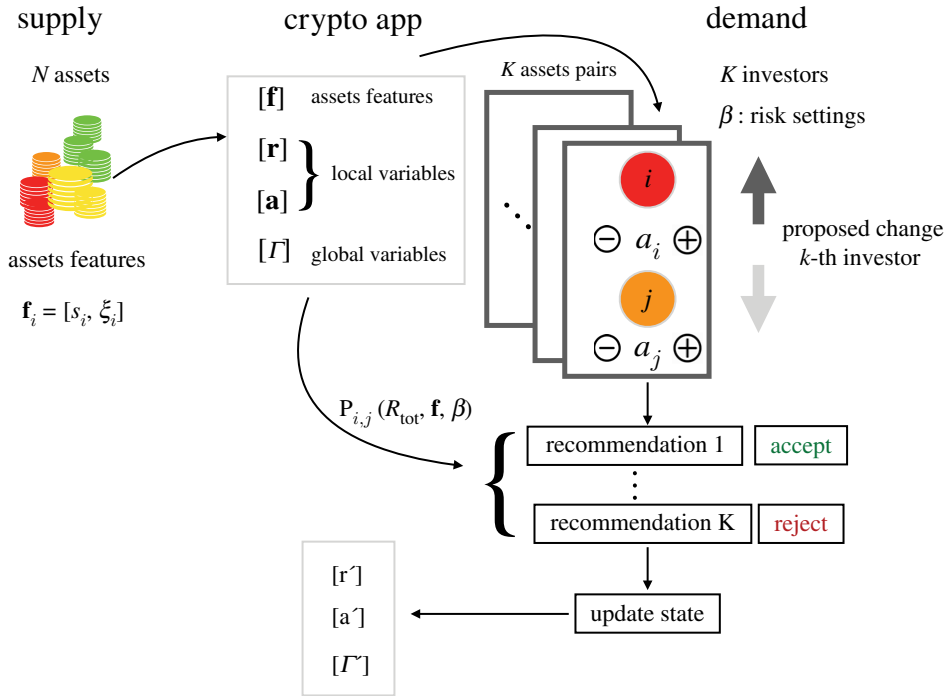 supply
N assets
assets features
f_i = [s_i, ξ_i]
crypto app
[f] assets features
[r]
local variables
[a]
[Γ] global variables
demand
K assets pairs
K investors
β : risk settings
i
⊖ a_i ⊕
j
⊖ a_j ⊕
proposed change
k-th investor
P_{i,j} (R_tot, f, β)
recommendation 1
accept
recommendation K
reject
update state
[r´]
[a´]
[Γ´]